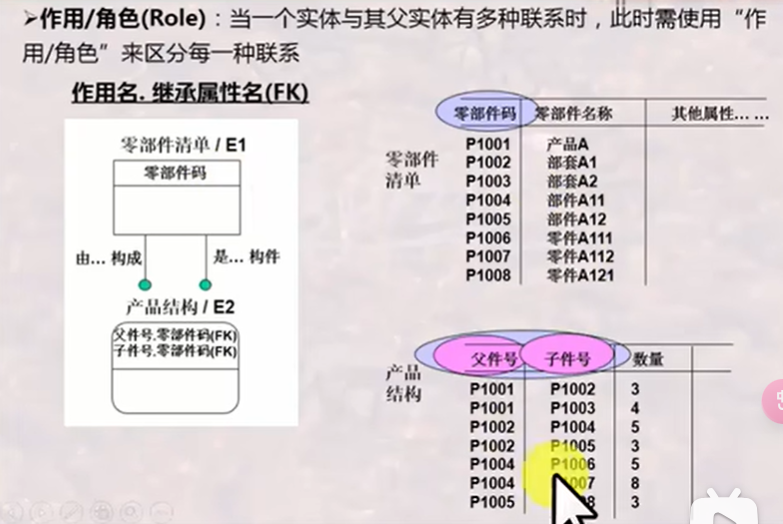 ➢作用/角色(Role)：当一个实体与其父实体有多种联系时，此时需使用“作
用/角色”来区分每一种联系
作用名. 继承属性名(FK)
零部件清单 / E1
零部件码
由... 构成
是... 构件
产品结构 / E2
父件号.零部件码(FK)
子件号.零部件码(FK)
零部件
清单
零部件码 零部件名称 其他属性... ...
P1001 产品A
P1002 部套A1
P1003 部套A2
P1004 部件A11
P1005 部件A12
P1006 零件A111
P1007 零件A112
P1008 零件A121
产品
结构
父件号 子件号 数量
P1001 P1002 3
P1001 P1003 4
P1002 P1004 5
P1002 P1005 3
P1004 P1006 5
P1004 8
P1005 3